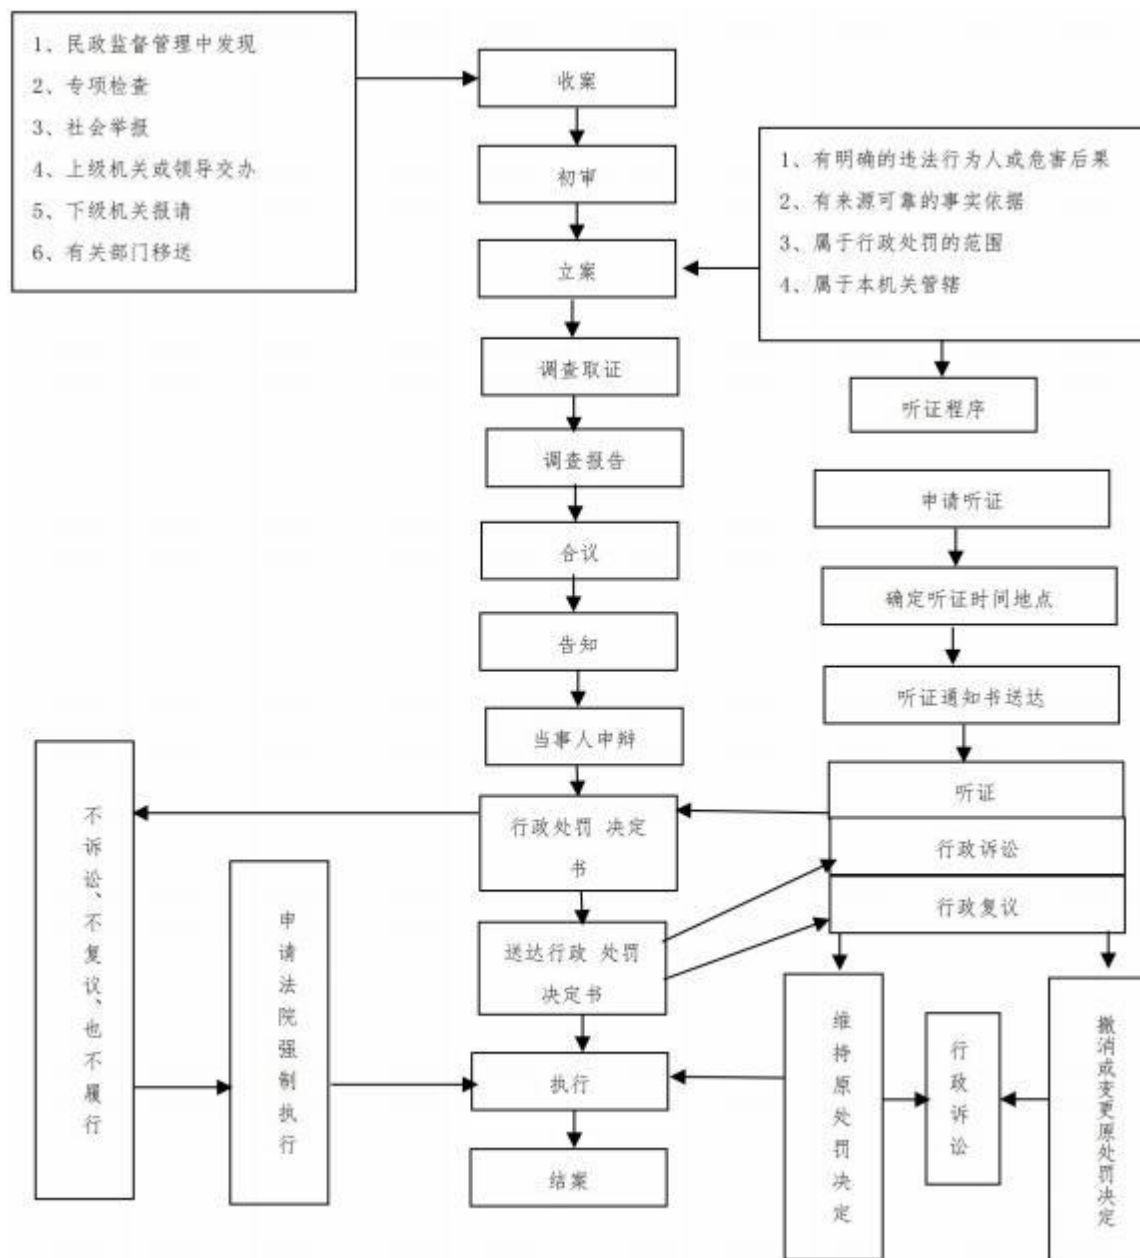 1、民政监督管理中发现
2、专项检查
3、社会举报
4、上级机关或领导交办
5、下级机关报请
6、有关部门移送
收案
初审
立案
1、有明确的违法行为人或危害后果
2、有来源可靠的事实依据
3、属于行政处罚的范围
4、属于本机关管辖
听证程序
调查取证
调查报告
合议
告知
当事人申辩
行政处罚 决定
书
送达行政 处罚
决定书
执行
结案
申请听证
确定听证时间地点
听证通知书送达
听证
行政诉讼
行政复议
不诉讼、不复议、也不履行
申请法院强制执行
维持原处罚决定
行政诉讼
撤消或变更原处罚决定